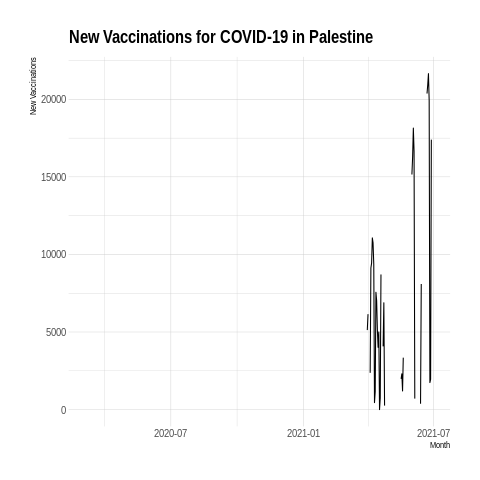 New Vaccinations for COVID-19 in Palestine
New Vaccinations
20000
15000
10000
5000
0
2020-07
2021-01
2021-07
Month